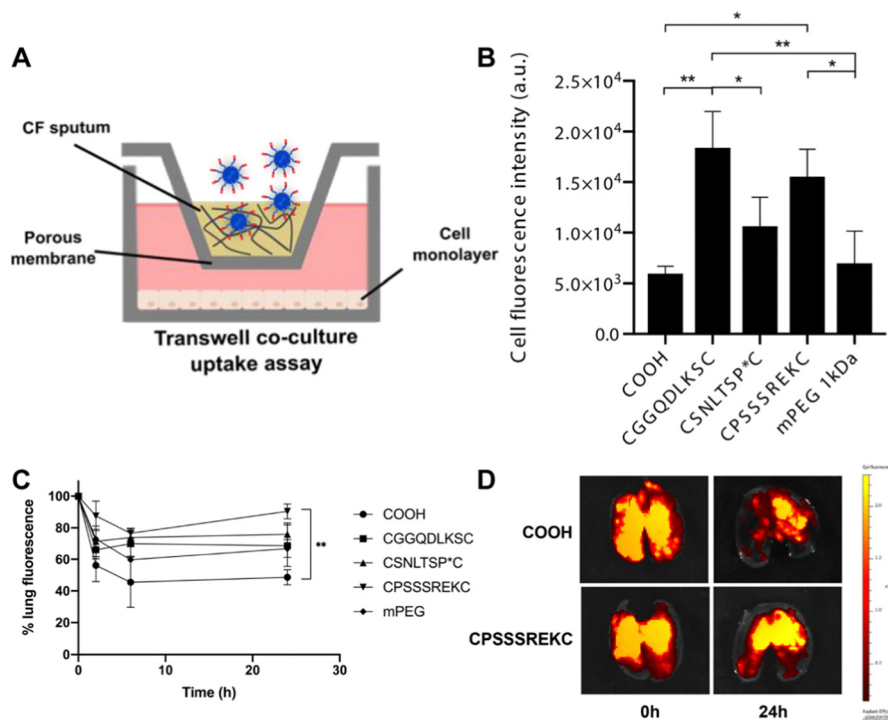 A
CF sputum
Porous
membrane
Cell
monolayer
Transwell co-culture
uptake assay
B
Cell fluorescence intensity (a.u.)
2.5×10⁴
2.0×10⁴
1.5×10⁴
1.0×10⁴
5.0×10³
0.0
*
**
**
*
*
COOH
CGGQDLKSC
CSNLTSP*C
CPSSSREKC
mPEG 1kDa
C
% lung fluorescence
100
80
60
40
20
0
0
10
20
30
Time (h)
**
COOH
CGGQDLKSC
CSNLTSP*C
CPSSSREKC
mPEG
D
COOH
CPSSSREKC
0h
24h